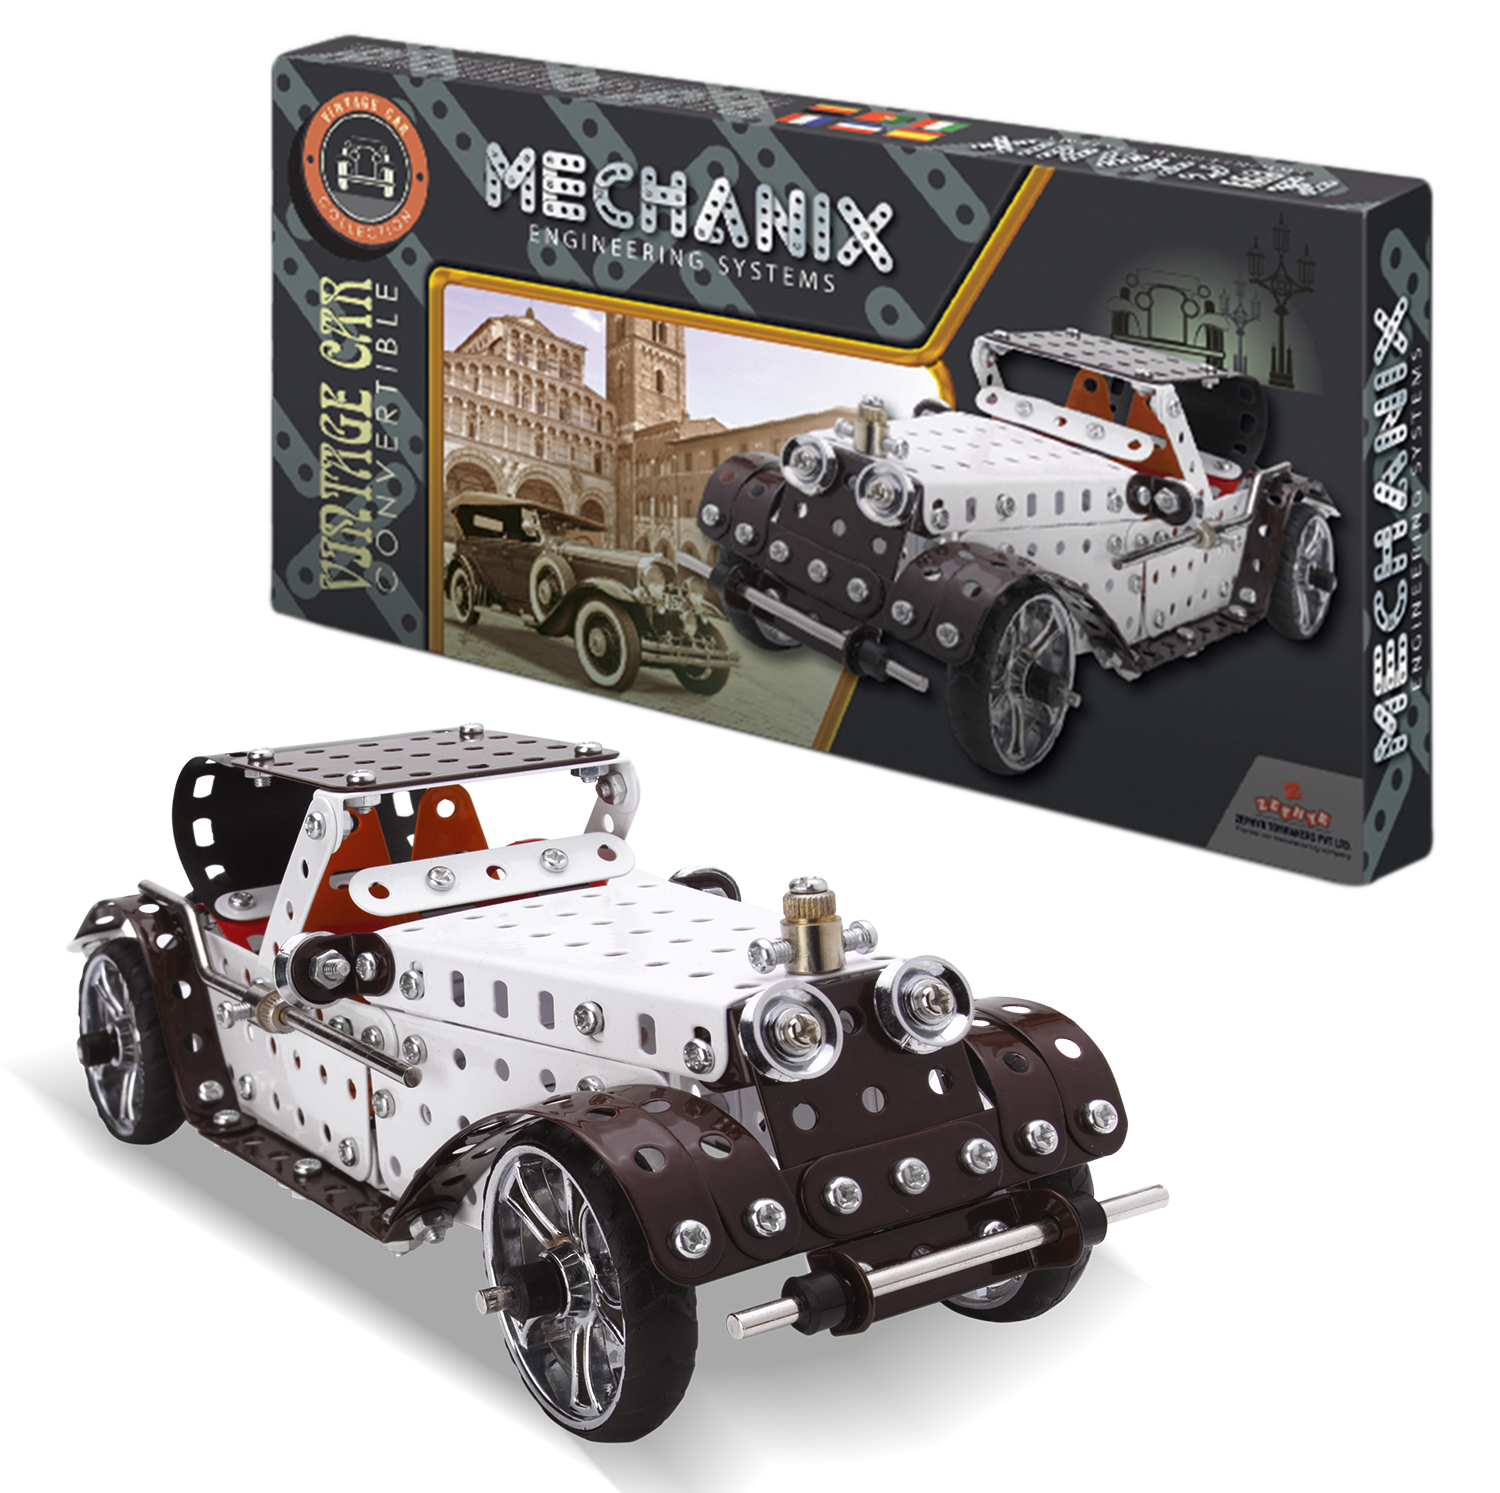 VINTAGE CAR
COLLECTION
MECHANIX
ENGINEERING SYSTEMS
VINTAGE CAR
CONVERTIBLE
MECHANIX
ENGINEERING SYSTEMS
ZEPHYR
ZEPHYR TOYMAKERS PVT LTD.